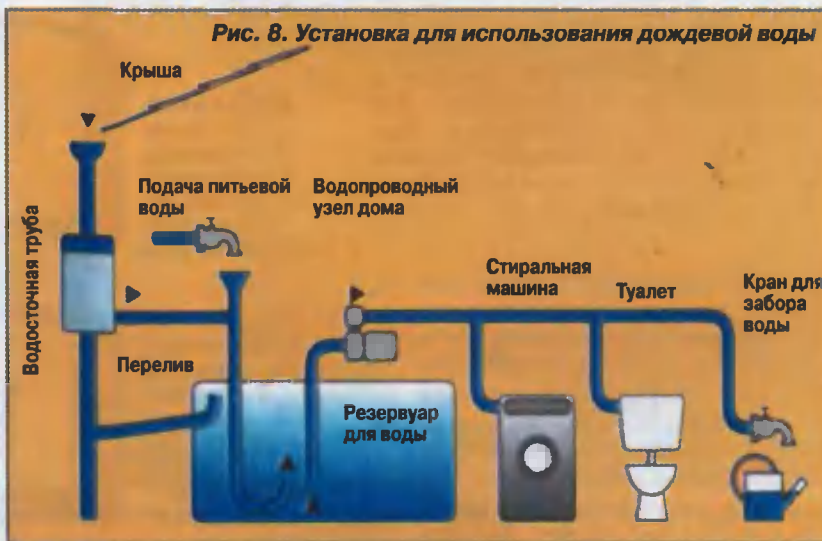 Рис. 8. Установка для использования дождевой воды
Крыша
Подача питьевой
воды
Водопроводный
узел дома
Водосточная труба
Стиральная
машина
Туалет
Кран для
забора
воды
Перелив
Резервуар
для воды